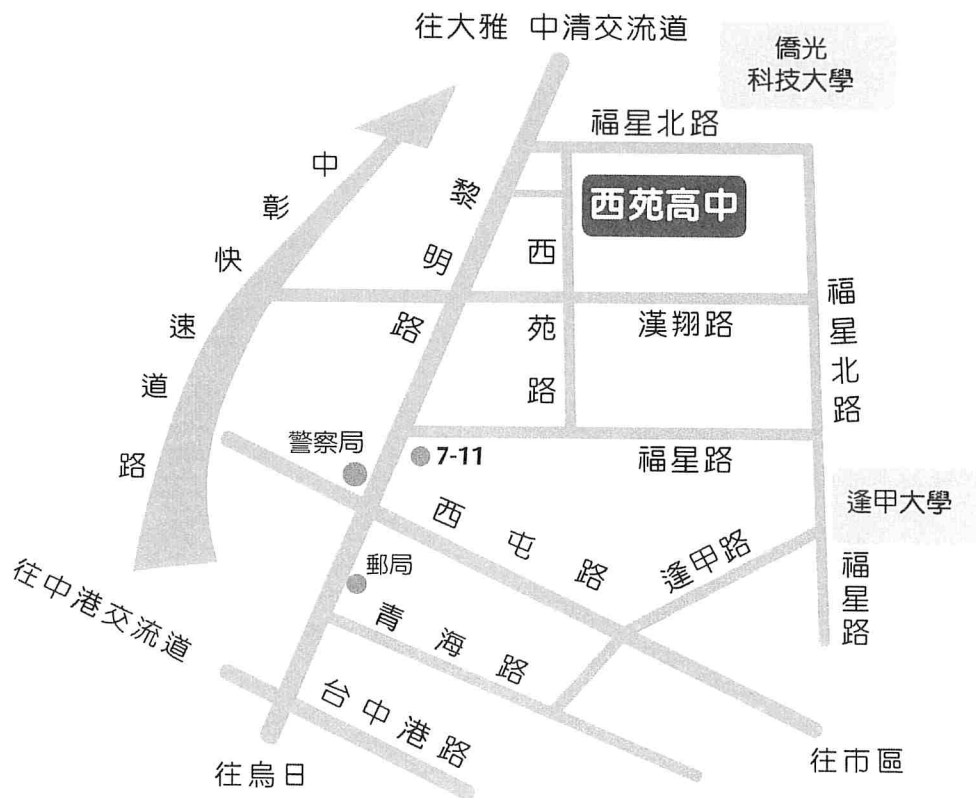 往大雅 中清交流道
僑光
科技大學
福星北路
中彰快速道路
黎明路
西苑高中
西苑路
漢翔路
福星北路
警察局
7-11
福星路
西屯路
逢甲大學
逢甲路
郵局
福星路
往中港交流道
青海路
台中港路
往烏日
往市區